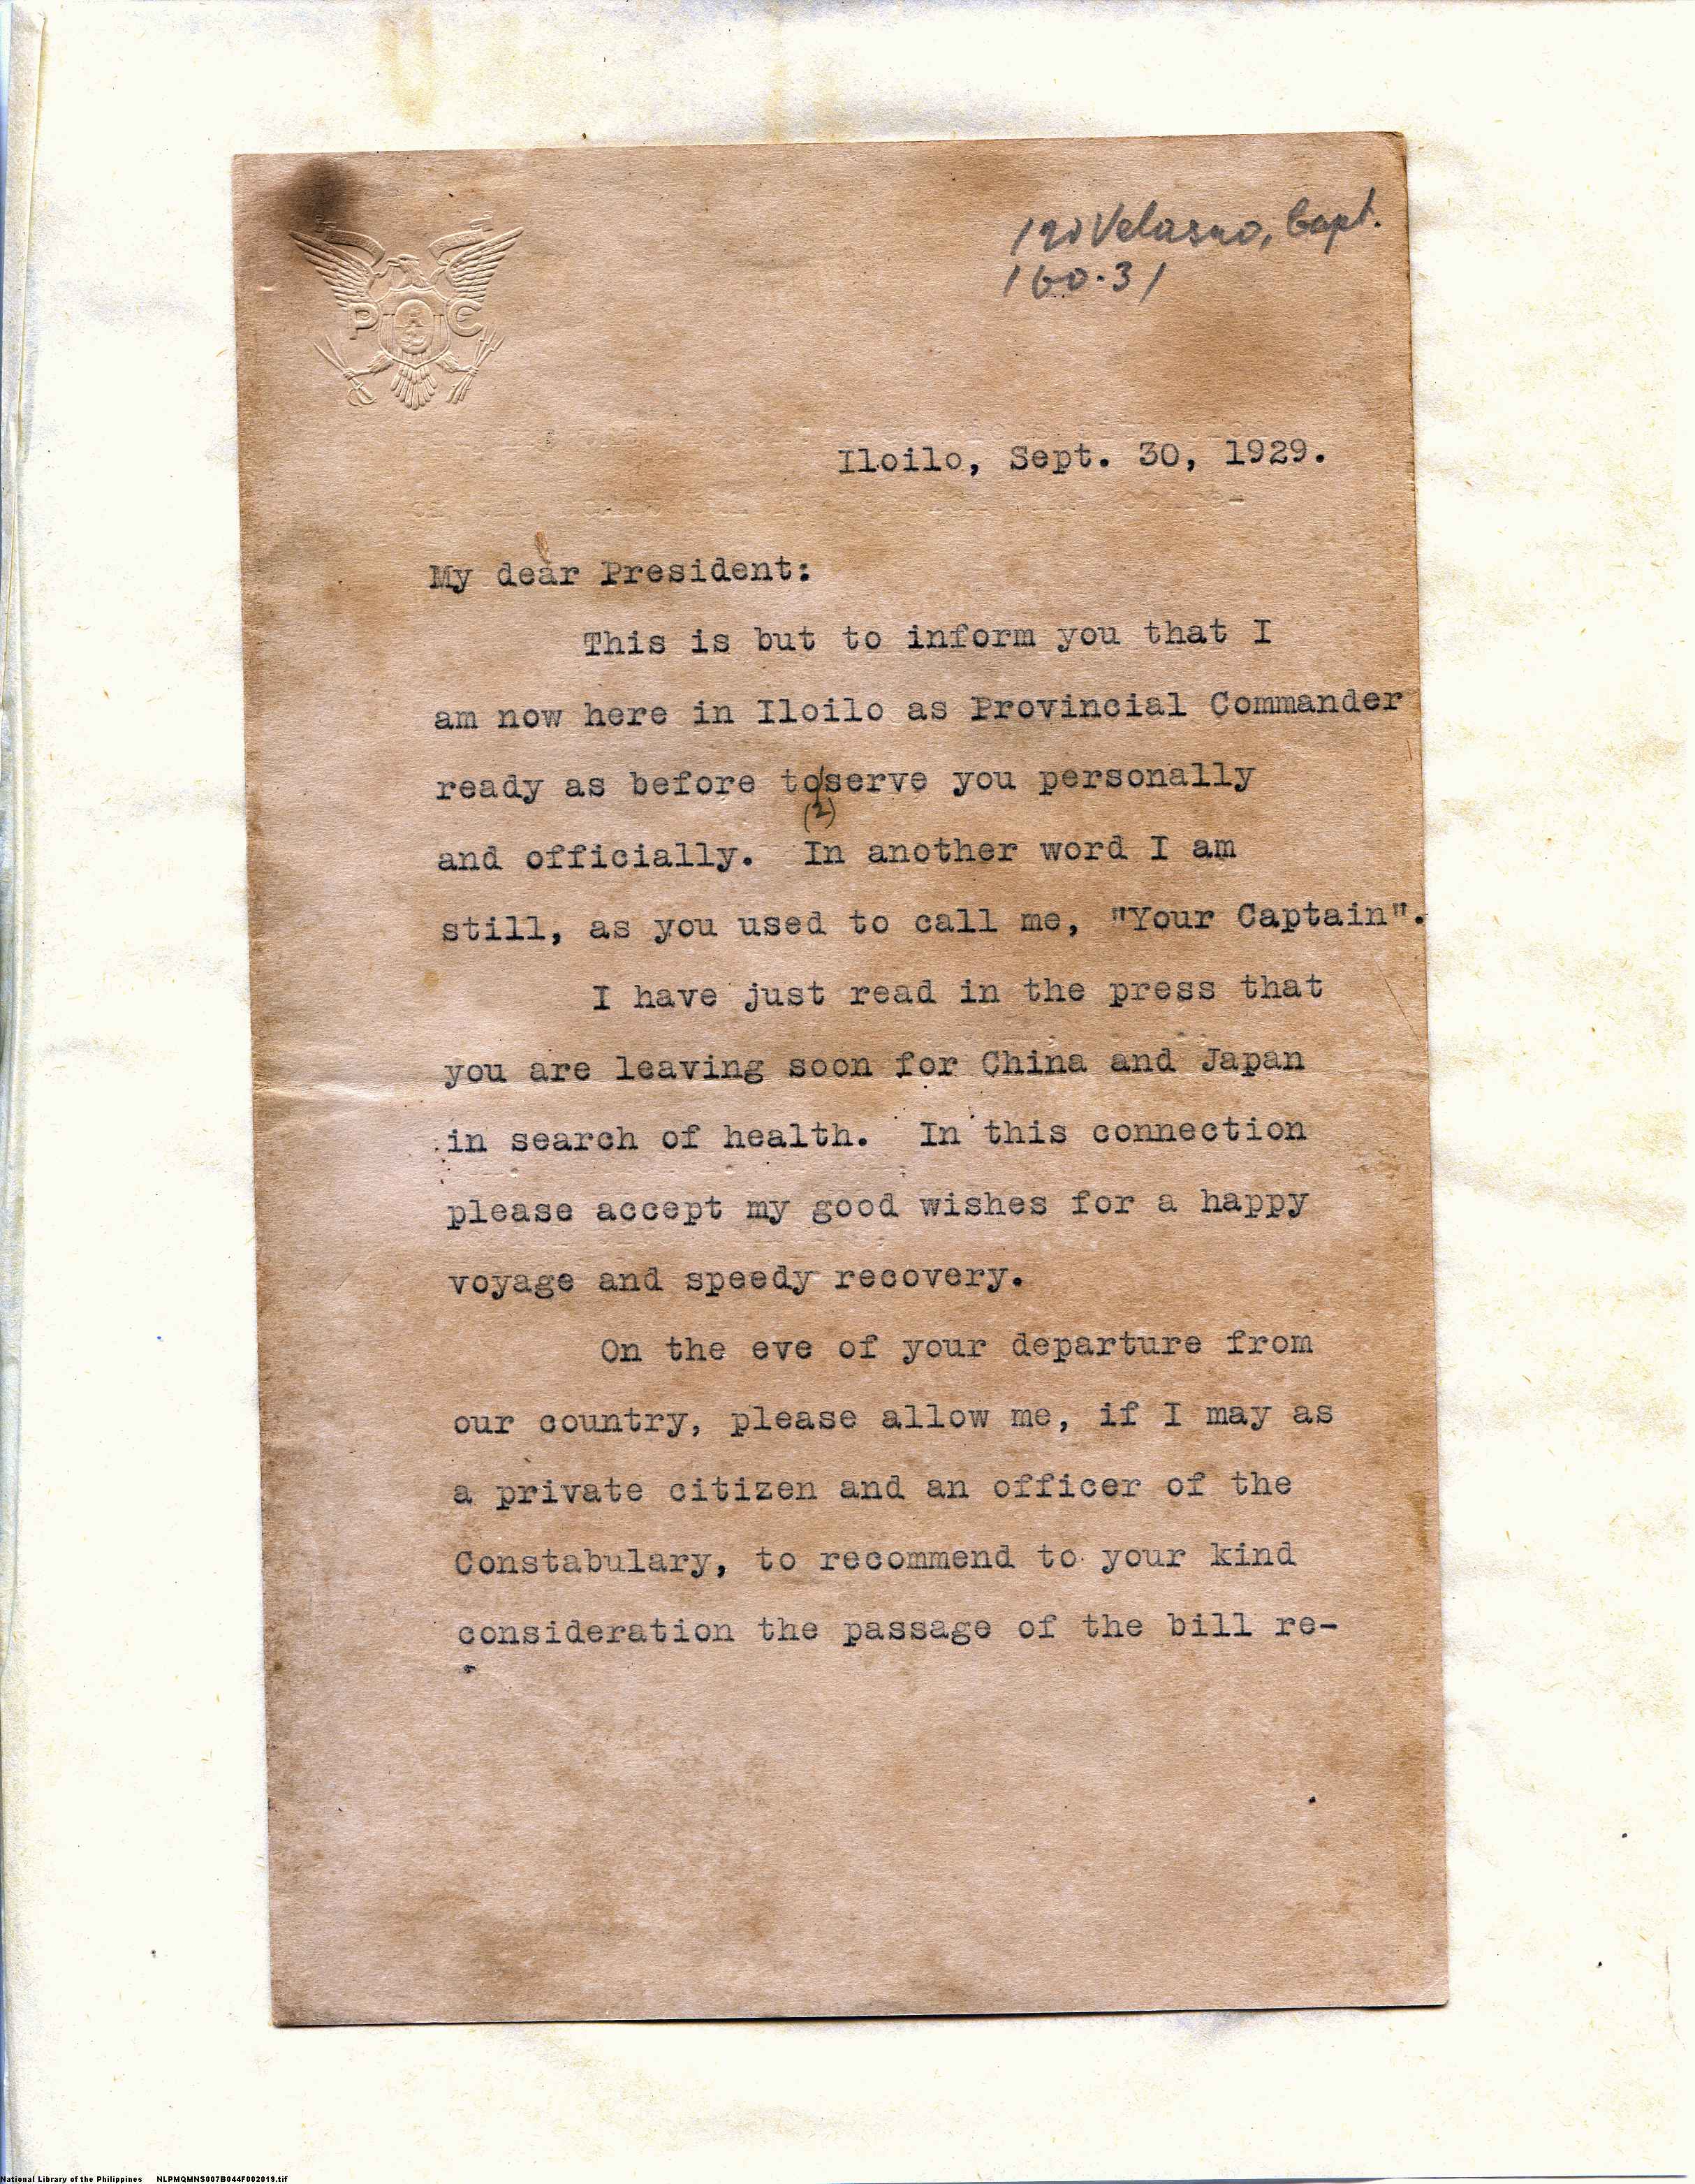 Velasco, Capt.
160.31
P C
Iloilo, Sept. 30, 1929.
My dear President:
This is but to inform you that I
am now here in Iloilo as Provincial Commander
ready as before to/serve you personally
(2)
and officially. In another word I am
still, as you used to call me, "Your Captain".
I have just read in the press that
you are leaving soon for China and Japan
in search of health. In this connection
please accept my good wishes for a happy
voyage and speedy recovery.
On the eve of your departure from
our country, please allow me, if I may as
a private citizen and an officer of the
Constabulary, to recommend to your kind
consideration the passage of the bill re-
National Library of the Philippines NLPMQMNS007B044F002019.tif